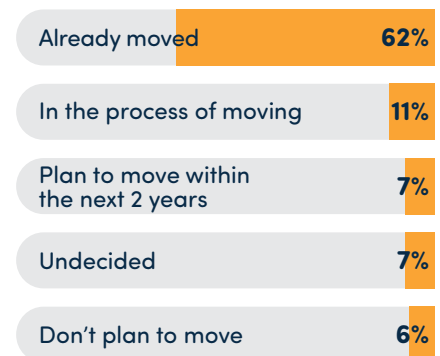 Already moved 62%
In the process of moving 11%
Plan to move within
the next 2 years 7%
Undecided 7%
Don’t plan to move 6%